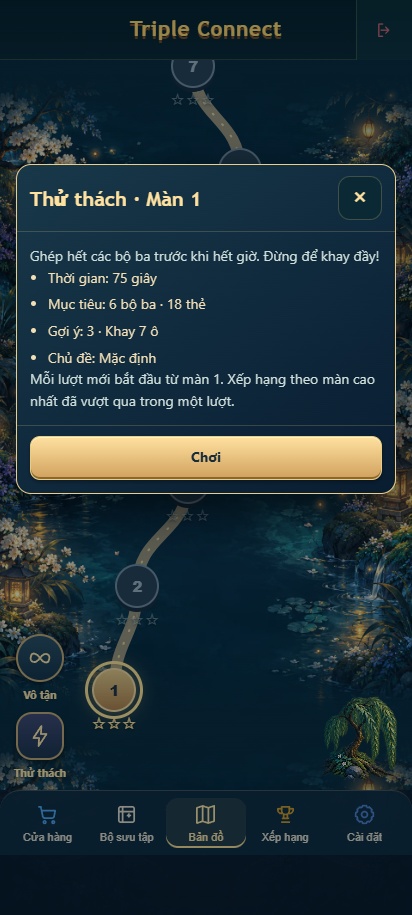 Triple Connect
7
Thử thách • Màn 1
Ghép hết các bộ ba trước khi hết giờ. Đừng để khay đầy!
• Thời gian: 75 giây
• Mục tiêu: 6 bộ ba · 18 thẻ
• Gợi ý: 3 · Khay 7 ô
• Chủ đề: Mặc định
Mỗi lượt mới bắt đầu từ màn 1. Xếp hạng theo màn cao
nhất đã vượt qua trong một lượt.
Chơi
2
1
Vô tận
Thử thách
Cửa hàng
Bộ sưu tập
Bản đồ
Xếp hạng
Cài đặt